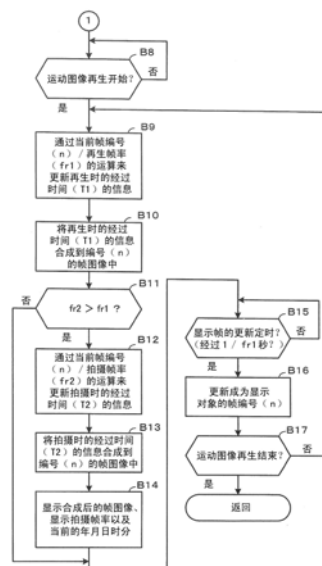 1
B8
运动图像再生开始?
否
是
B9
通过当前帧编号
(n)/再生帧率
(fr1)的运算来
更新再生时的经过
时间(T1)的信息
B10
将再生时的经过
时间(T1)的信息
合成到编号(n)
的帧图像中
B11
否
fr2>fr1 ?
是
B12
通过当前帧编号
(n)/拍摄帧率
(fr2)的运算来
更新拍摄时的经过
时间(T2)的信息
B13
将拍摄时的经过时间
(T2)的信息合成到
编号(n)的帧图像中
B14
显示合成后的帧图像、
显示拍摄帧率以及
当前的年月日时分
B15
显示帧的更新定时?
(经过1/fr1秒?)
否
是
B16
更新成为显示
对象的帧编号(n)
B17
运动图像再生结束?
否
是
返回